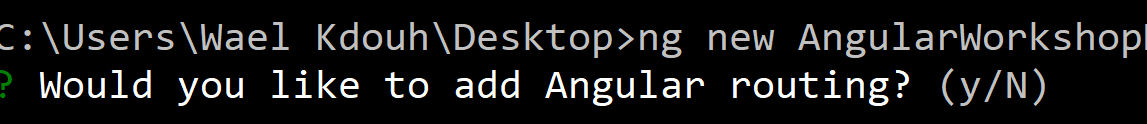 C:\Users\Wael Kdouh\Desktop>ng new AngularWorkshop
? Would you like to add Angular routing? (y/N)